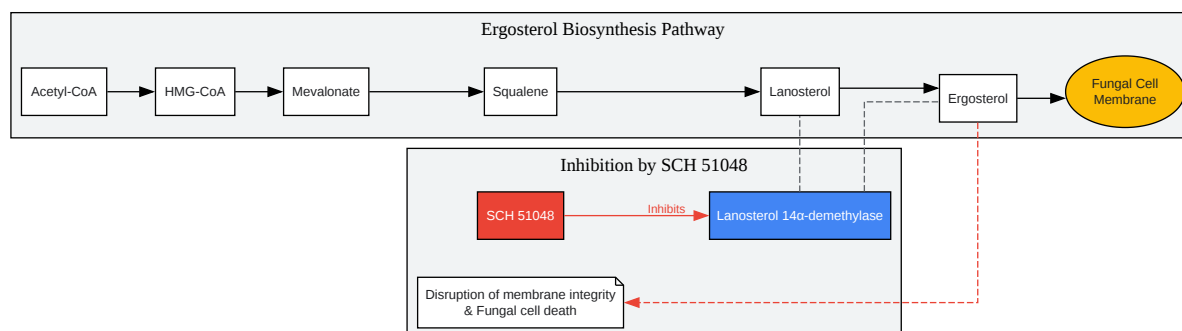 Ergosterol Biosynthesis Pathway
Acetyl-CoA
HMG-CoA
Mevalonate
Squalene
Lanosterol
Ergosterol
Fungal Cell
Membrane
Inhibition by SCH 51048
SCH 51048
Inhibits
Lanosterol 14α-demethylase
Disruption of membrane integrity
& Fungal cell death